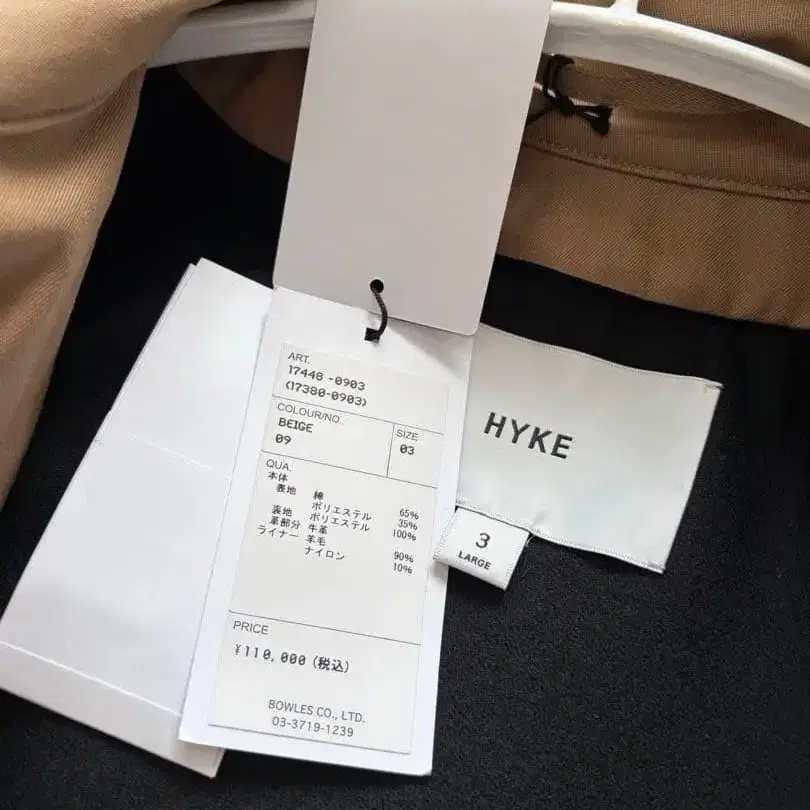 ART.
17448 -0903
(17380-0903)
COLOUR/NO.
BEIGE
09
SIZE
03
QUA.
本体
表地 綿 65%
ポリエステル 35%
裏地 ポリエステル 100%
革部分 牛革
ライナー 羊毛 90%
ナイロン 10%
PRICE
¥110,000(税込)
BOWLES CO., LTD.
03-3719-1239
HYKE
3
LARGE